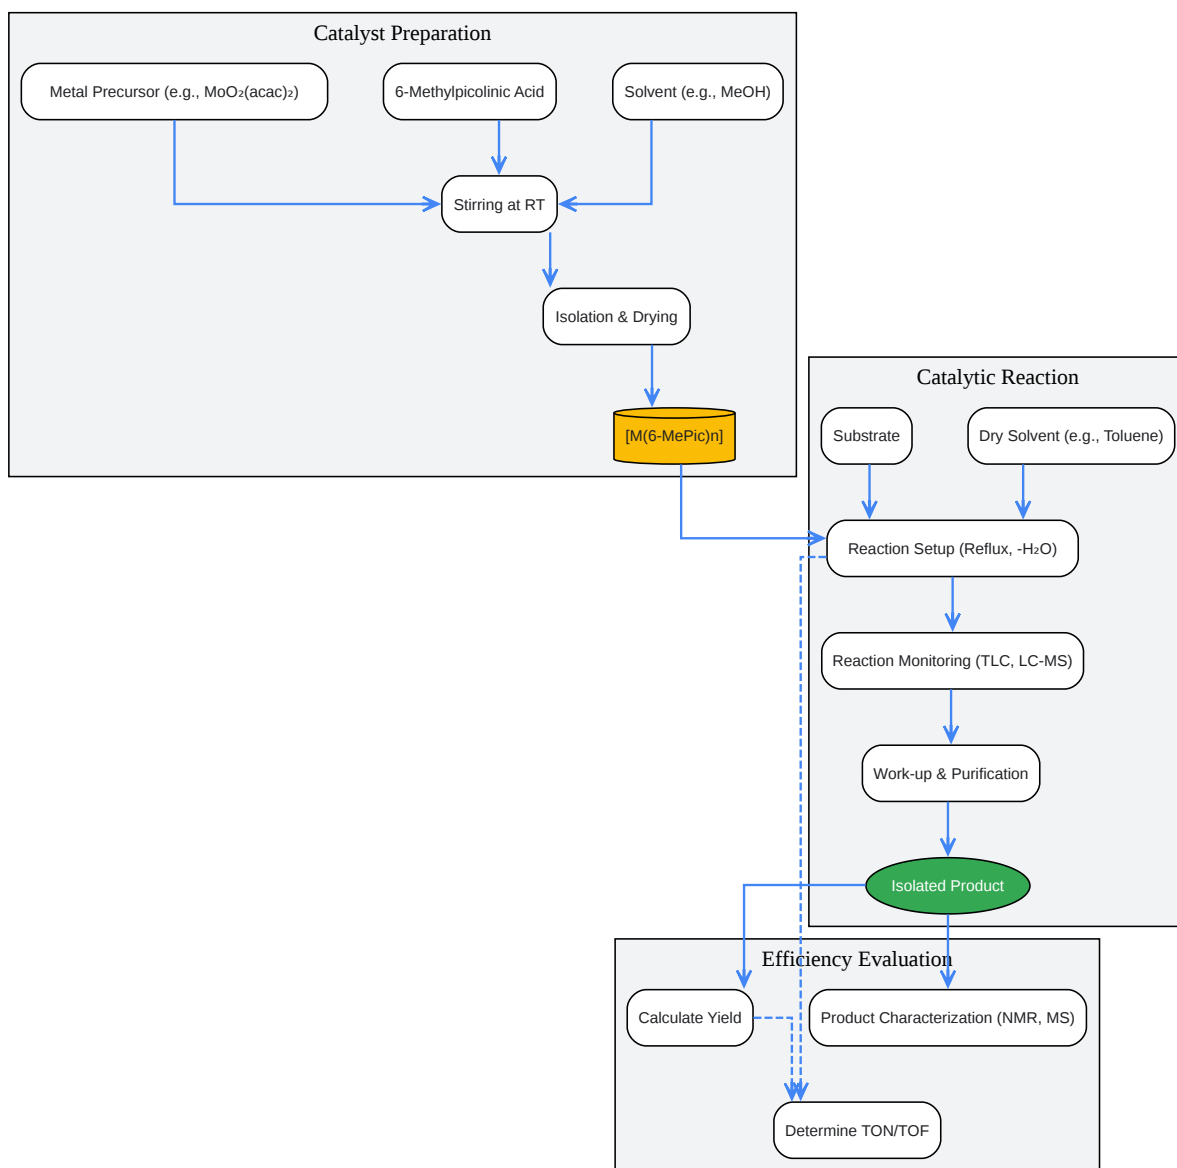 Catalyst Preparation
Metal Precursor (e.g., MoO₂(acac)₂)
6-Methylpicolinic Acid
Solvent (e.g., MeOH)
Stirring at RT
Isolation & Drying
[M(6-MePic)n]
Catalytic Reaction
Substrate
Dry Solvent (e.g., Toluene)
Reaction Setup (Reflux, -H₂O)
Reaction Monitoring (TLC, LC-MS)
Work-up & Purification
Isolated Product
Efficiency Evaluation
Calculate Yield
Product Characterization (NMR, MS)
Determine TON/TOF